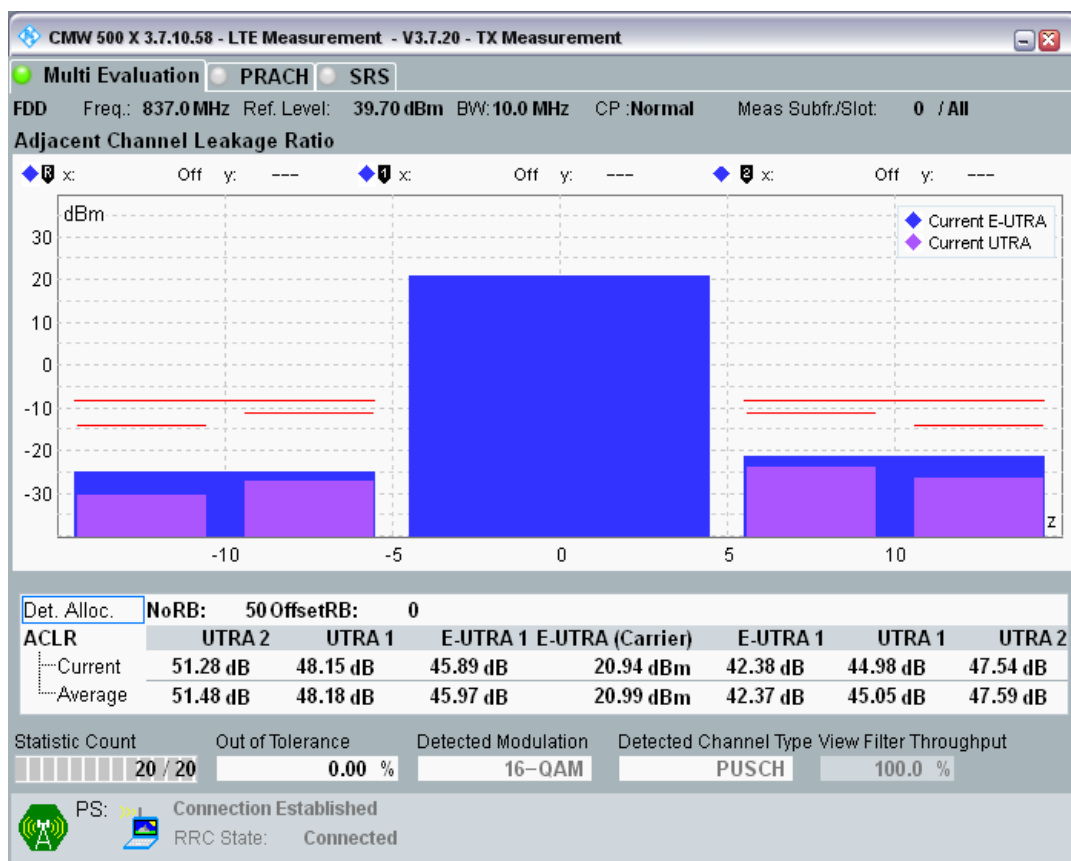 CMW 500 X 3.7.10.58 - LTE Measurement - V3.7.20 - TX Measurement
Multi Evaluation PRACH SRS
FDD Freq.: 837.0 MHz Ref. Level: 39.70 dBm BW: 10.0 MHz CP :Normal Meas Subfr./Slot: 0 / All
Adjacent Channel Leakage Ratio
R x: Off y: --- 1 x: Off y: --- 2 x: Off y: ---
dBm
Current E-UTRA
Current UTRA
30
20
10
0
-10
-20
-30
z
-10 -5 0 5 10
Det. Alloc. NoRB: 50 OffsetRB: 0
ACLR UTRA 2 UTRA 1 E-UTRA 1 E-UTRA (Carrier) E-UTRA 1 UTRA 1 UTRA 2
Current 51.28 dB 48.15 dB 45.89 dB 20.94 dBm 42.38 dB 44.98 dB 47.54 dB
Average 51.48 dB 48.18 dB 45.97 dB 20.99 dBm 42.37 dB 45.05 dB 47.59 dB
Statistic Count Out of Tolerance Detected Modulation Detected Channel Type View Filter Throughput
20 / 20 0.00 % 16-QAM PUSCH 100.0 %
PS: Connection Established
RRC State: Connected